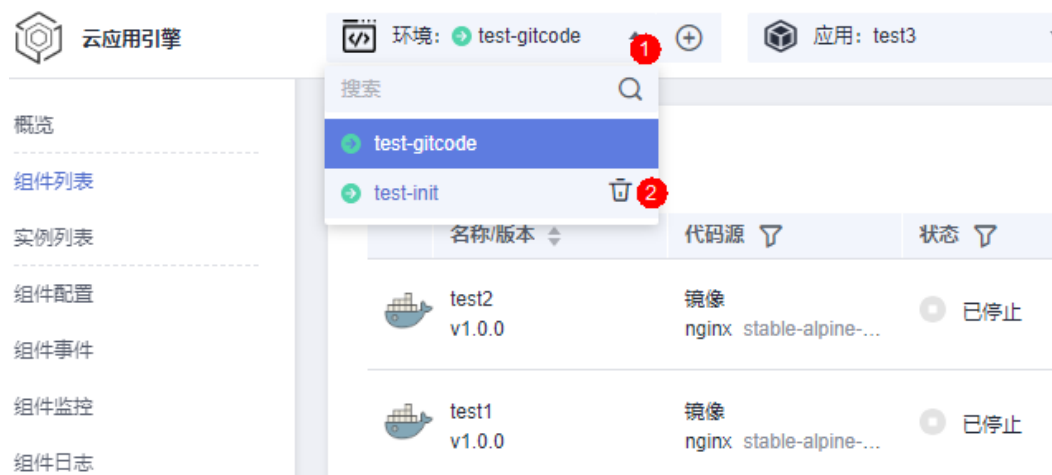 云应用引擎
环境: test-gitcode
1
应用: test3
搜索
test-gitcode
test-init
2
概览
组件列表
实例列表
组件配置
组件事件
组件监控
组件日志
名称/版本
代码源
状态
test2
v1.0.0
镜像
nginx stable-alpine-...
已停止
test1
v1.0.0
镜像
nginx stable-alpine-...
已停止